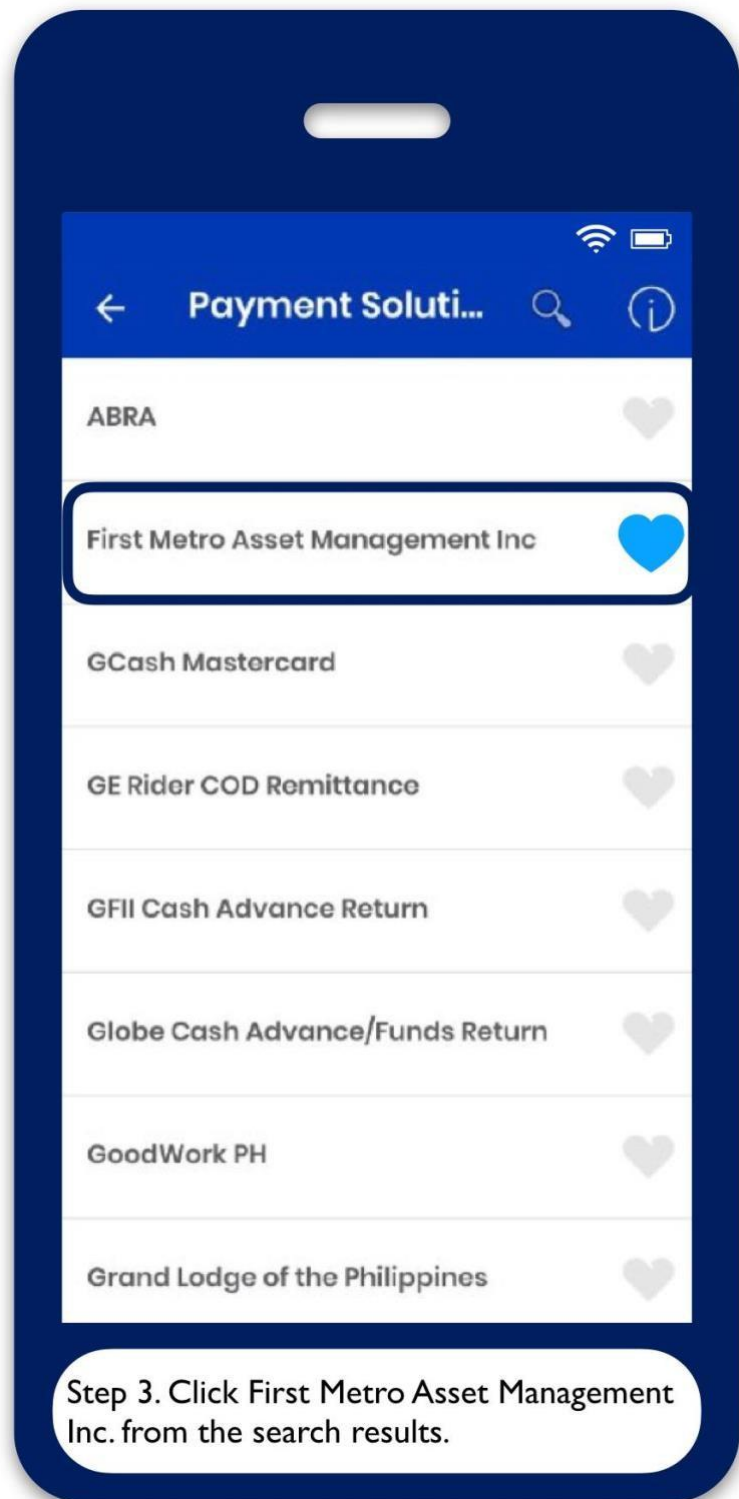 Payment Soluti...
ABRA
First Metro Asset Management Inc
GCash Mastercard
GE Rider COD Remittance
GFII Cash Advance Return
Globe Cash Advance/Funds Return
GoodWork PH
Grand Lodge of the Philippines
Step 3. Click First Metro Asset Management
Inc. from the search results.